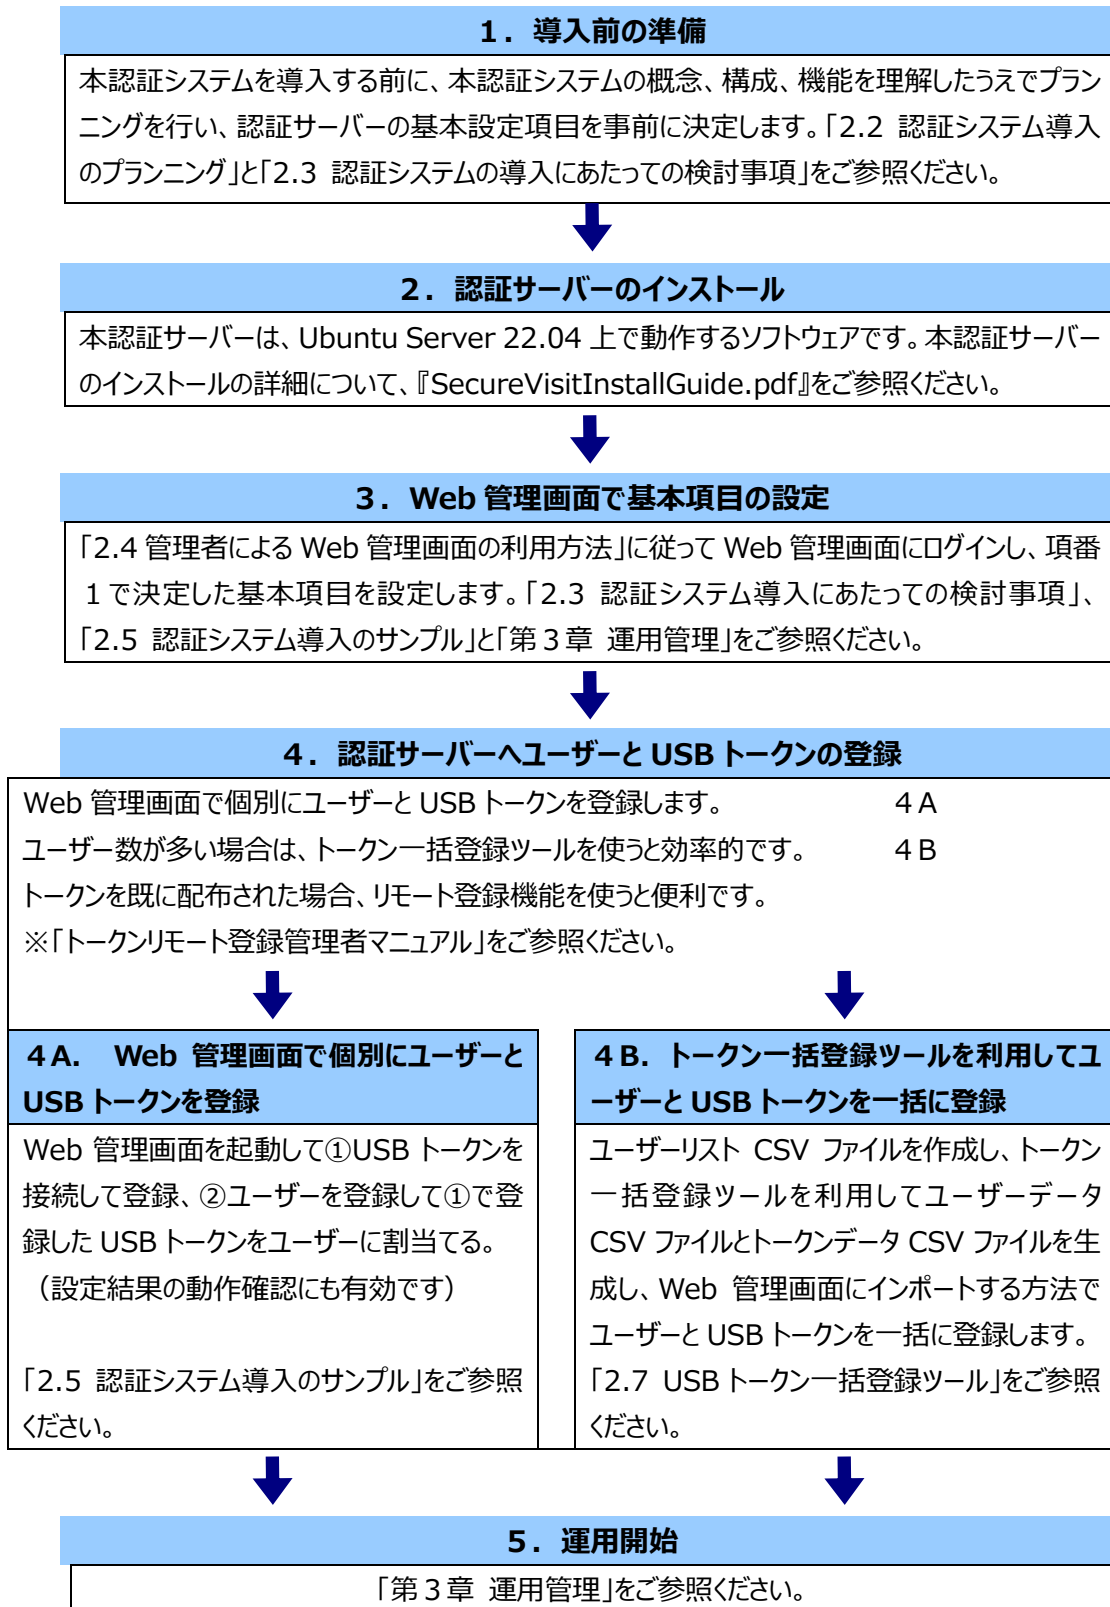 １．導入前の準備
本認証システムを導入する前に、本認証システムの概念、構成、機能を理解したうえでプラン
ニングを行い、認証サーバーの基本設定項目を事前に決定します。「2.2 認証システム導入
のプランニング」と「2.3 認証システムの導入にあたっての検討事項」をご参照ください。
２．認証サーバーのインストール
本認証サーバーは、Ubuntu Server 22.04 上で動作するソフトウェアです。本認証サーバー
のインストールの詳細について、『SecureVisitInstallGuide.pdf』をご参照ください。
３．Web 管理画面で基本項目の設定
「2.4 管理者による Web 管理画面の利用方法」に従って Web 管理画面にログインし、項番
１で決定した基本項目を設定します。「2.3 認証システム導入にあたっての検討事項」、
「2.5 認証システム導入のサンプル」と「第３章 運用管理」をご参照ください。
４．認証サーバーへユーザーと USB トークンの登録
Web 管理画面で個別にユーザーと USB トークンを登録します。 ４A
ユーザー数が多い場合は、トークン一括登録ツールを使うと効率的です。 ４B
トークンを既に配布された場合、リモート登録機能を使うと便利です。
※「トークンリモート登録管理者マニュアル」をご参照ください。
４A． Web 管理画面で個別にユーザーと
USB トークンを登録
Web 管理画面を起動して①USB トークンを
接続して登録、②ユーザーを登録して①で登
録した USB トークンをユーザーに割当てる。
（設定結果の動作確認にも有効です）
「2.5 認証システム導入のサンプル」をご参照
ください。
４B．トークン一括登録ツールを利用してユ
ーザーと USB トークンを一括に登録
ユーザーリスト CSV ファイルを作成し、トークン
一括登録ツールを利用してユーザーデータ
CSV ファイルとトークンデータ CSV ファイルを生
成し、Web 管理画面にインポートする方法で
ユーザーと USB トークンを一括に登録します。
「2.7 USB トークン一括登録ツール」をご参照
ください。
５．運用開始
「第３章 運用管理」をご参照ください。